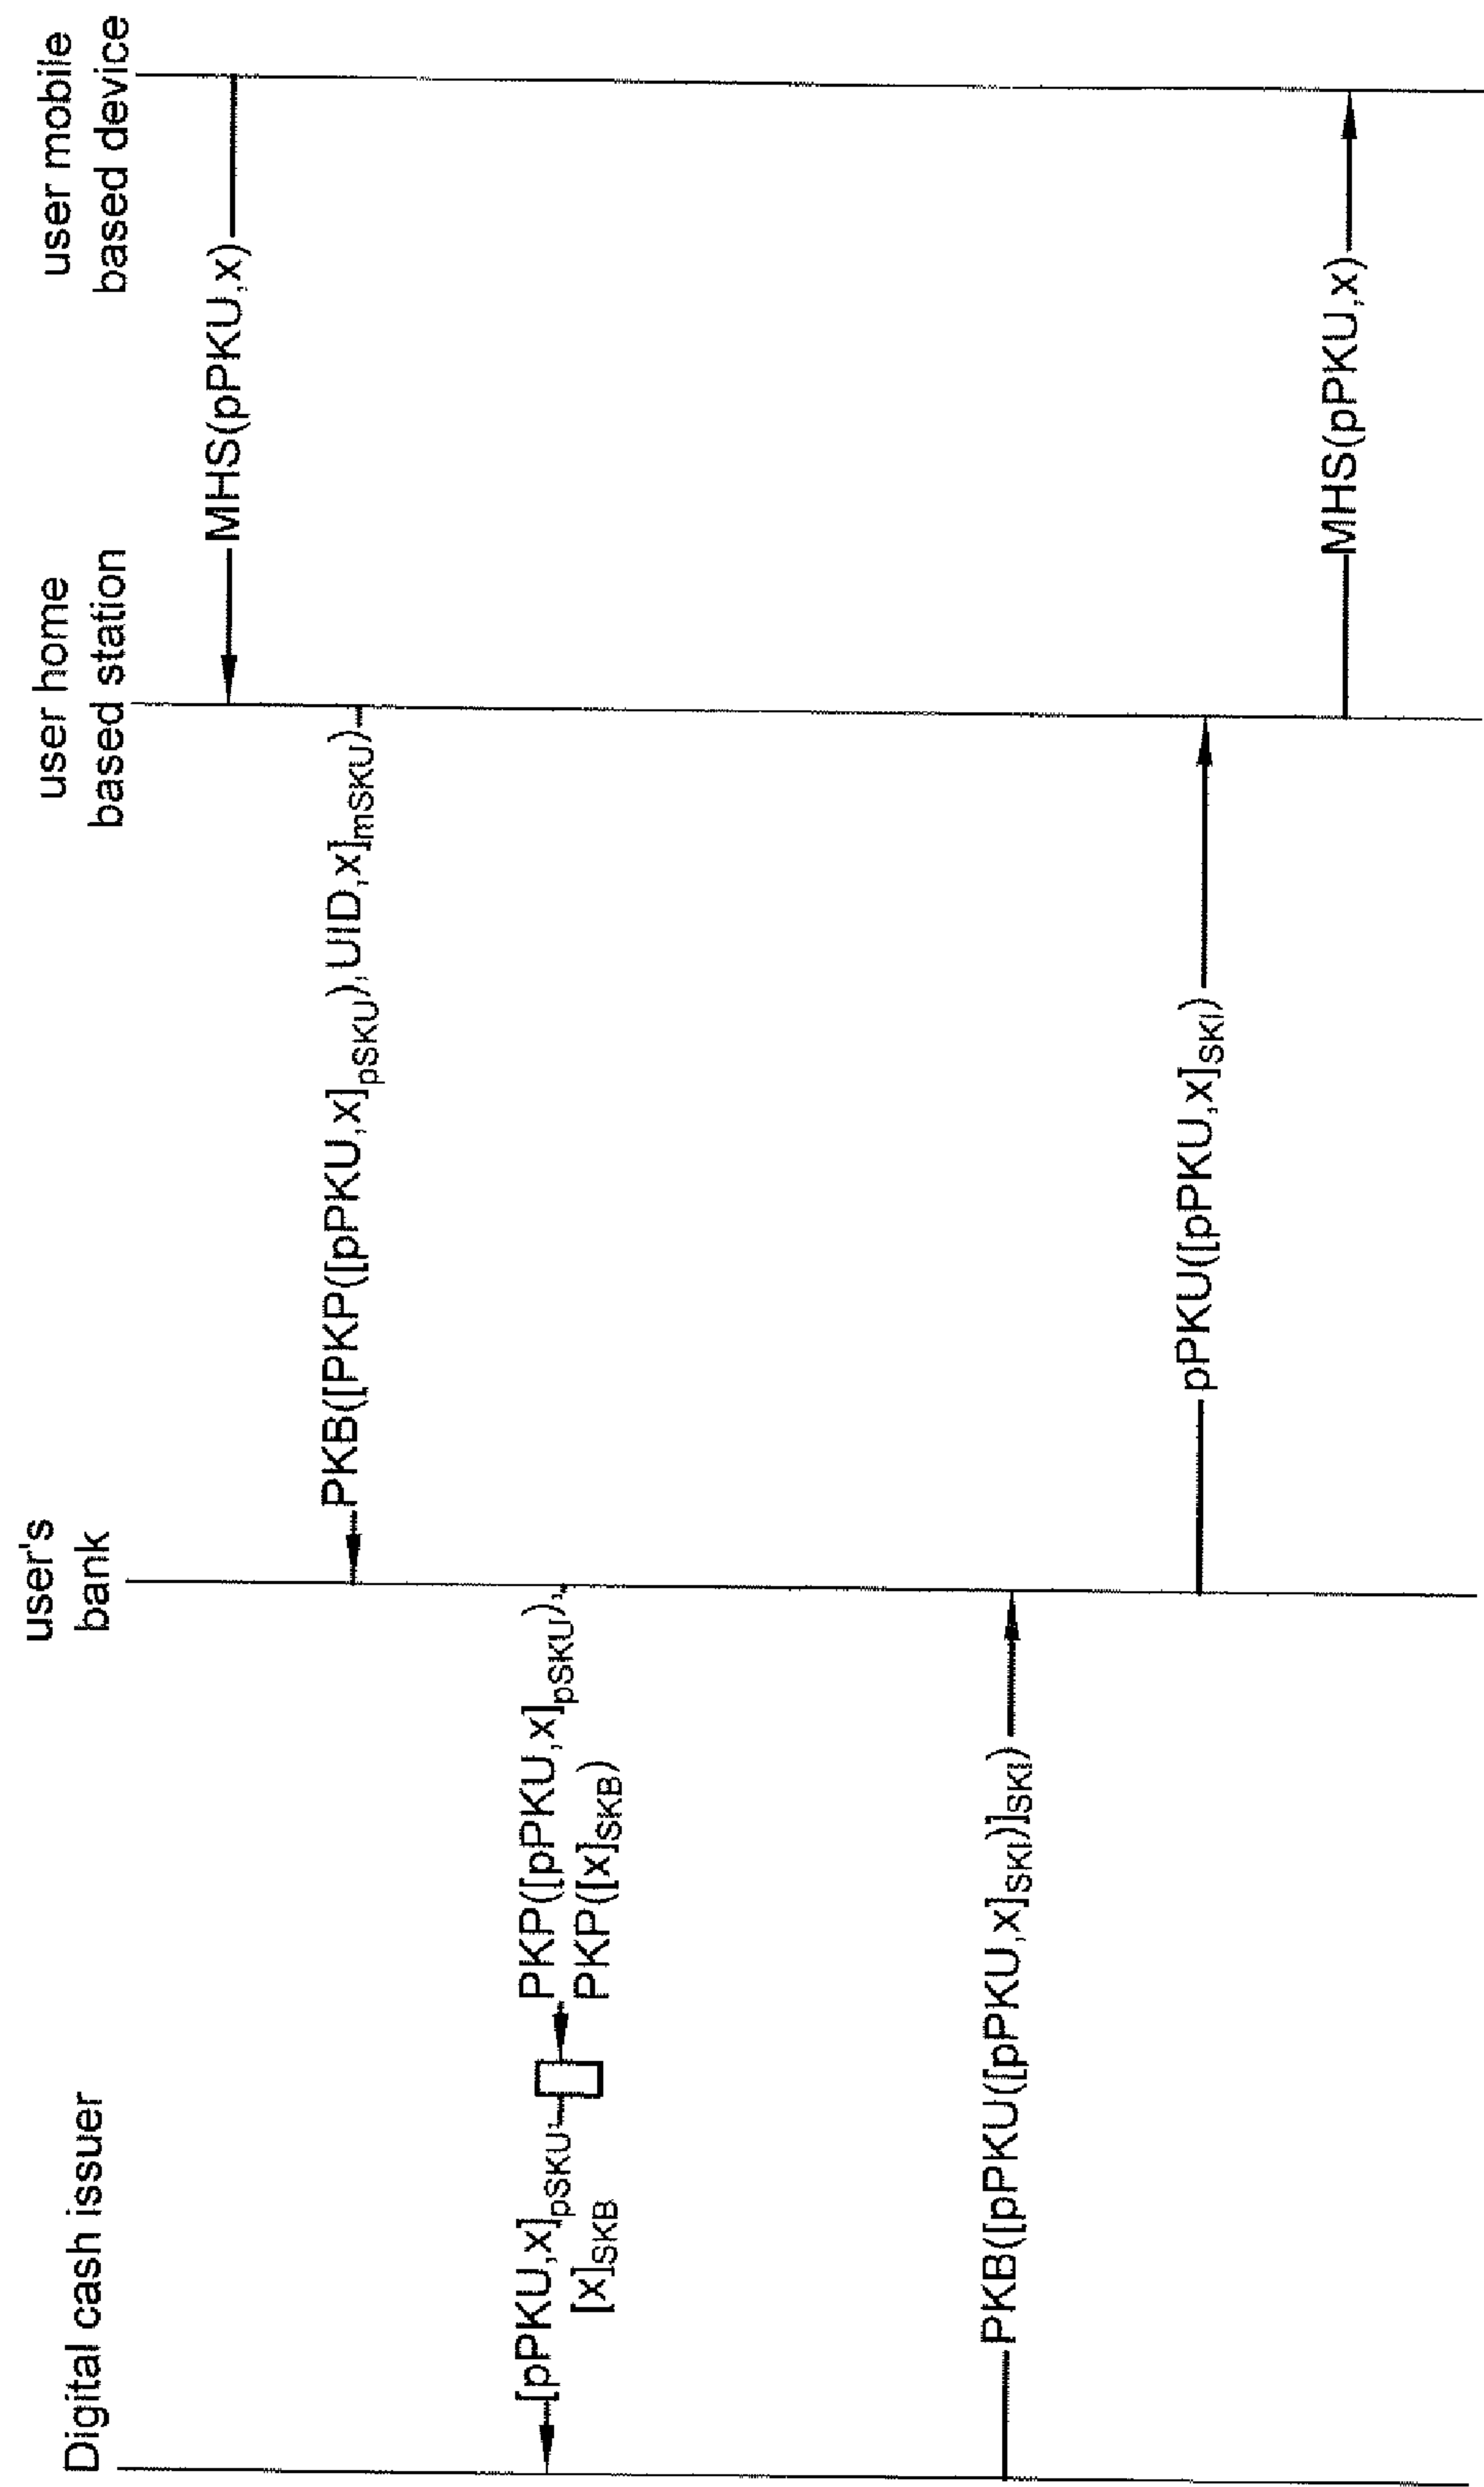 Digital cash issuer
user's
bank
user home
based station
user mobile
based device
MHS(pPKU,x)
PKB([PKP([pPKU,x]pSKU),UID,x]mSKU)
[pPKU,x]pSKU,
[x]SKB
PKP([pPKU,x]pSKU),
PKP([x]SKB)
PKB([pPKU([pPKU,x]SKI)]SKI)
pPKU([pPKU,x]SKI)
MHS(pPKU,x)